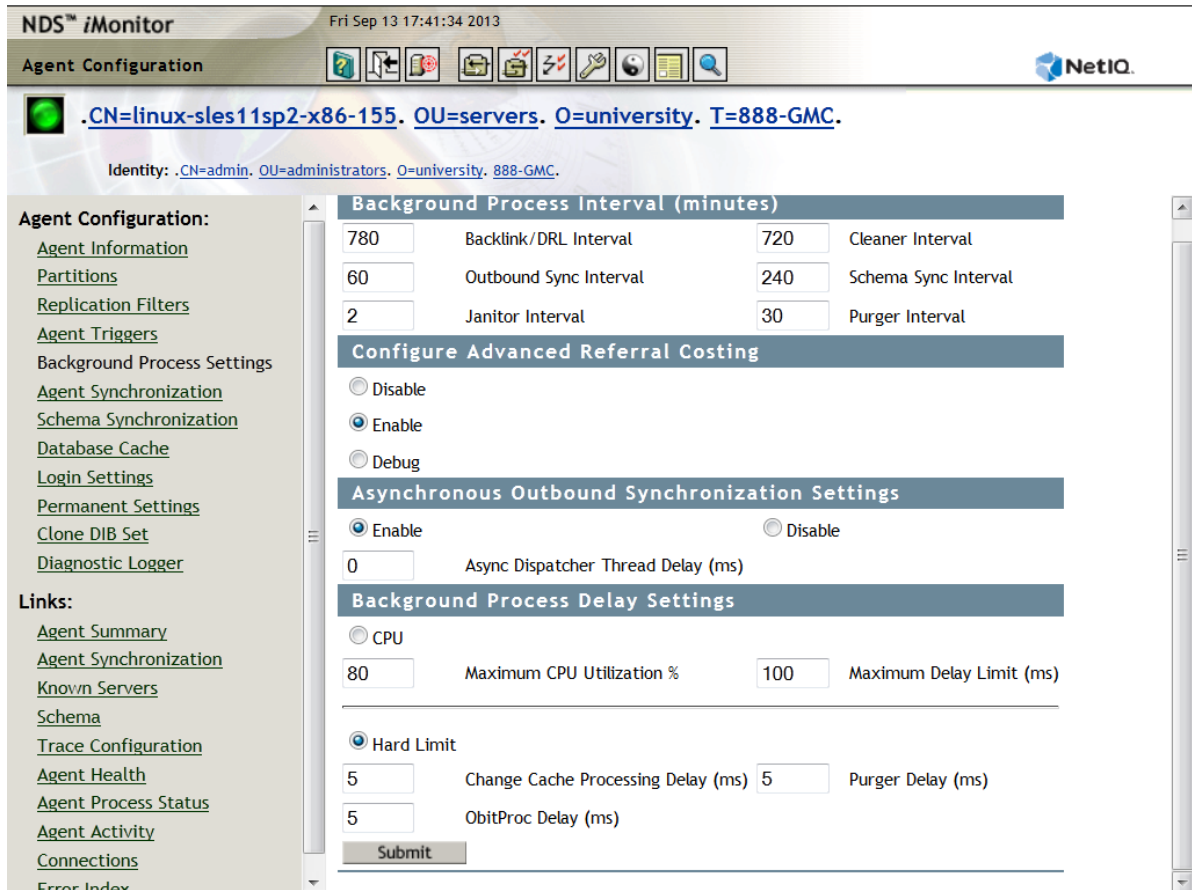 NDS™ iMonitor
Fri Sep 13 17:41:34 2013
Agent Configuration
NetIQ.
.CN=linux-sles11sp2-x86-155. OU=servers. O=university. T=888-GMC.
Identity: .CN=admin. OU=administrators. O=university. 888-GMC.
Agent Configuration:
Agent Information
Partitions
Replication Filters
Agent Triggers
Background Process Settings
Agent Synchronization
Schema Synchronization
Database Cache
Login Settings
Permanent Settings
Clone DIB Set
Diagnostic Logger
Links:
Agent Summary
Agent Synchronization
Known Servers
Schema
Trace Configuration
Agent Health
Agent Process Status
Agent Activity
Connections
Error Index
Background Process Interval (minutes)
780 Backlink/DRL Interval 720 Cleaner Interval
60 Outbound Sync Interval 240 Schema Sync Interval
2 Janitor Interval 30 Purger Interval
Configure Advanced Referral Costing
Disable
Enable
Debug
Asynchronous Outbound Synchronization Settings
Enable Disable
0 Async Dispatcher Thread Delay (ms)
Background Process Delay Settings
CPU
80 Maximum CPU Utilization % 100 Maximum Delay Limit (ms)
Hard Limit
5 Change Cache Processing Delay (ms) 5 Purger Delay (ms)
5 ObitProc Delay (ms)
Submit